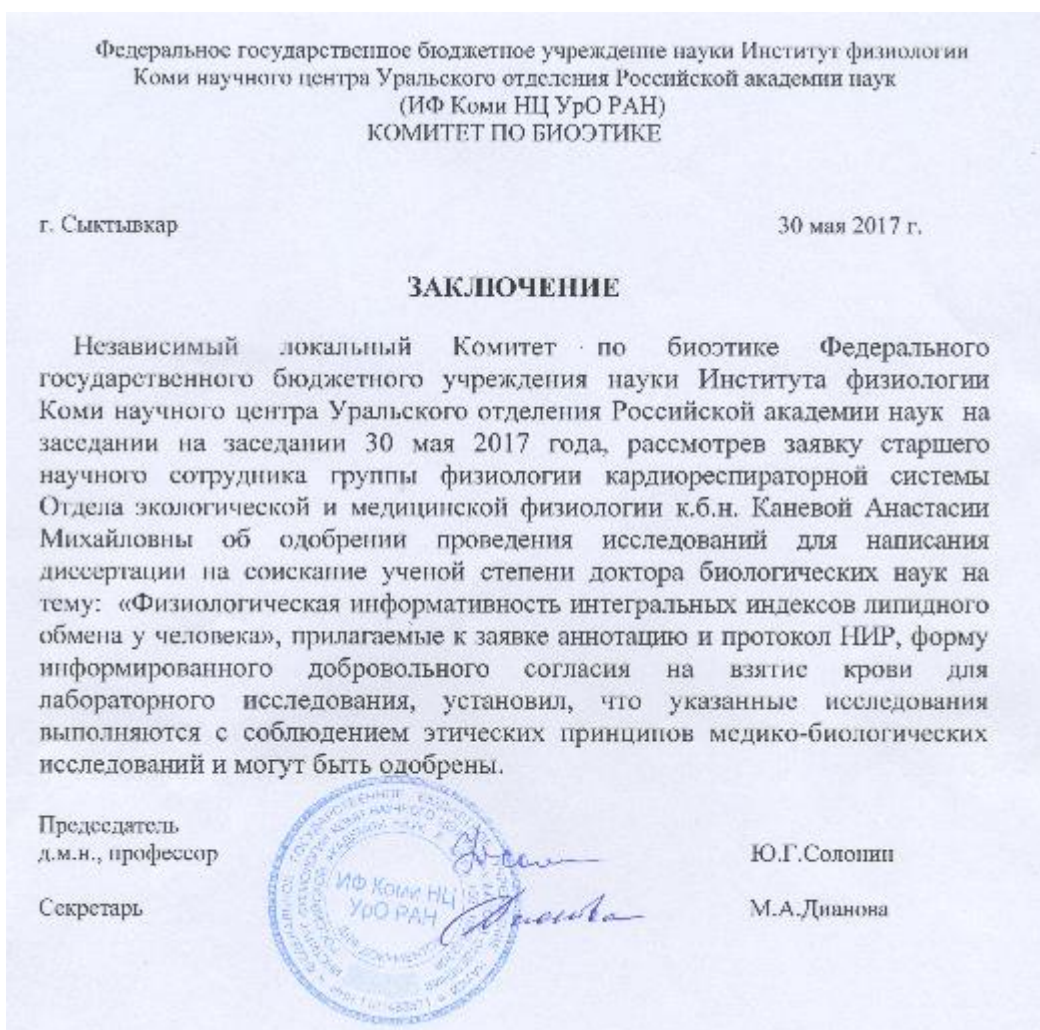 Федеральное государственное бюджетное учреждение науки Институт физиологии
Коми научного центра Уральского отделения Российской академии наук
(ИФ Коми НЦ УрО РАН)
КОМИТЕТ ПО БИОЭТИКЕ
г. Сыктывкар 30 мая 2017 г.
ЗАКЛЮЧЕНИЕ
Независимый локальный Комитет по биоэтике Федерального
государственного бюджетного учреждения науки Института физиологии
Коми научного центра Уральского отделения Российской академии наук на
заседании на заседании 30 мая 2017 года, рассмотрев заявку старшего
научного сотрудника группы физиологии кардиореспираторной системы
Отдела экологической и медицинской физиологии к.б.н. Каневой Анастасии
Михайловны об одобрении проведения исследований для написания
диссертации на соискание ученой степени доктора биологических наук на
тему: «Физиологическая информативность интегральных индексов липидного
обмена у человека», прилагаемые к заявке аннотацию и протокол НИР, форму
информированного добровольного согласия на взятие крови для
лабораторного исследования, установил, что указанные исследования
выполняются с соблюдением этических принципов медико-биологических
исследований и могут быть одобрены.
Председатель
д.м.н., профессор Ю.Г.Солонин
Секретарь М.А.Дианова
ИФ Коми НЦ
УрО РАН